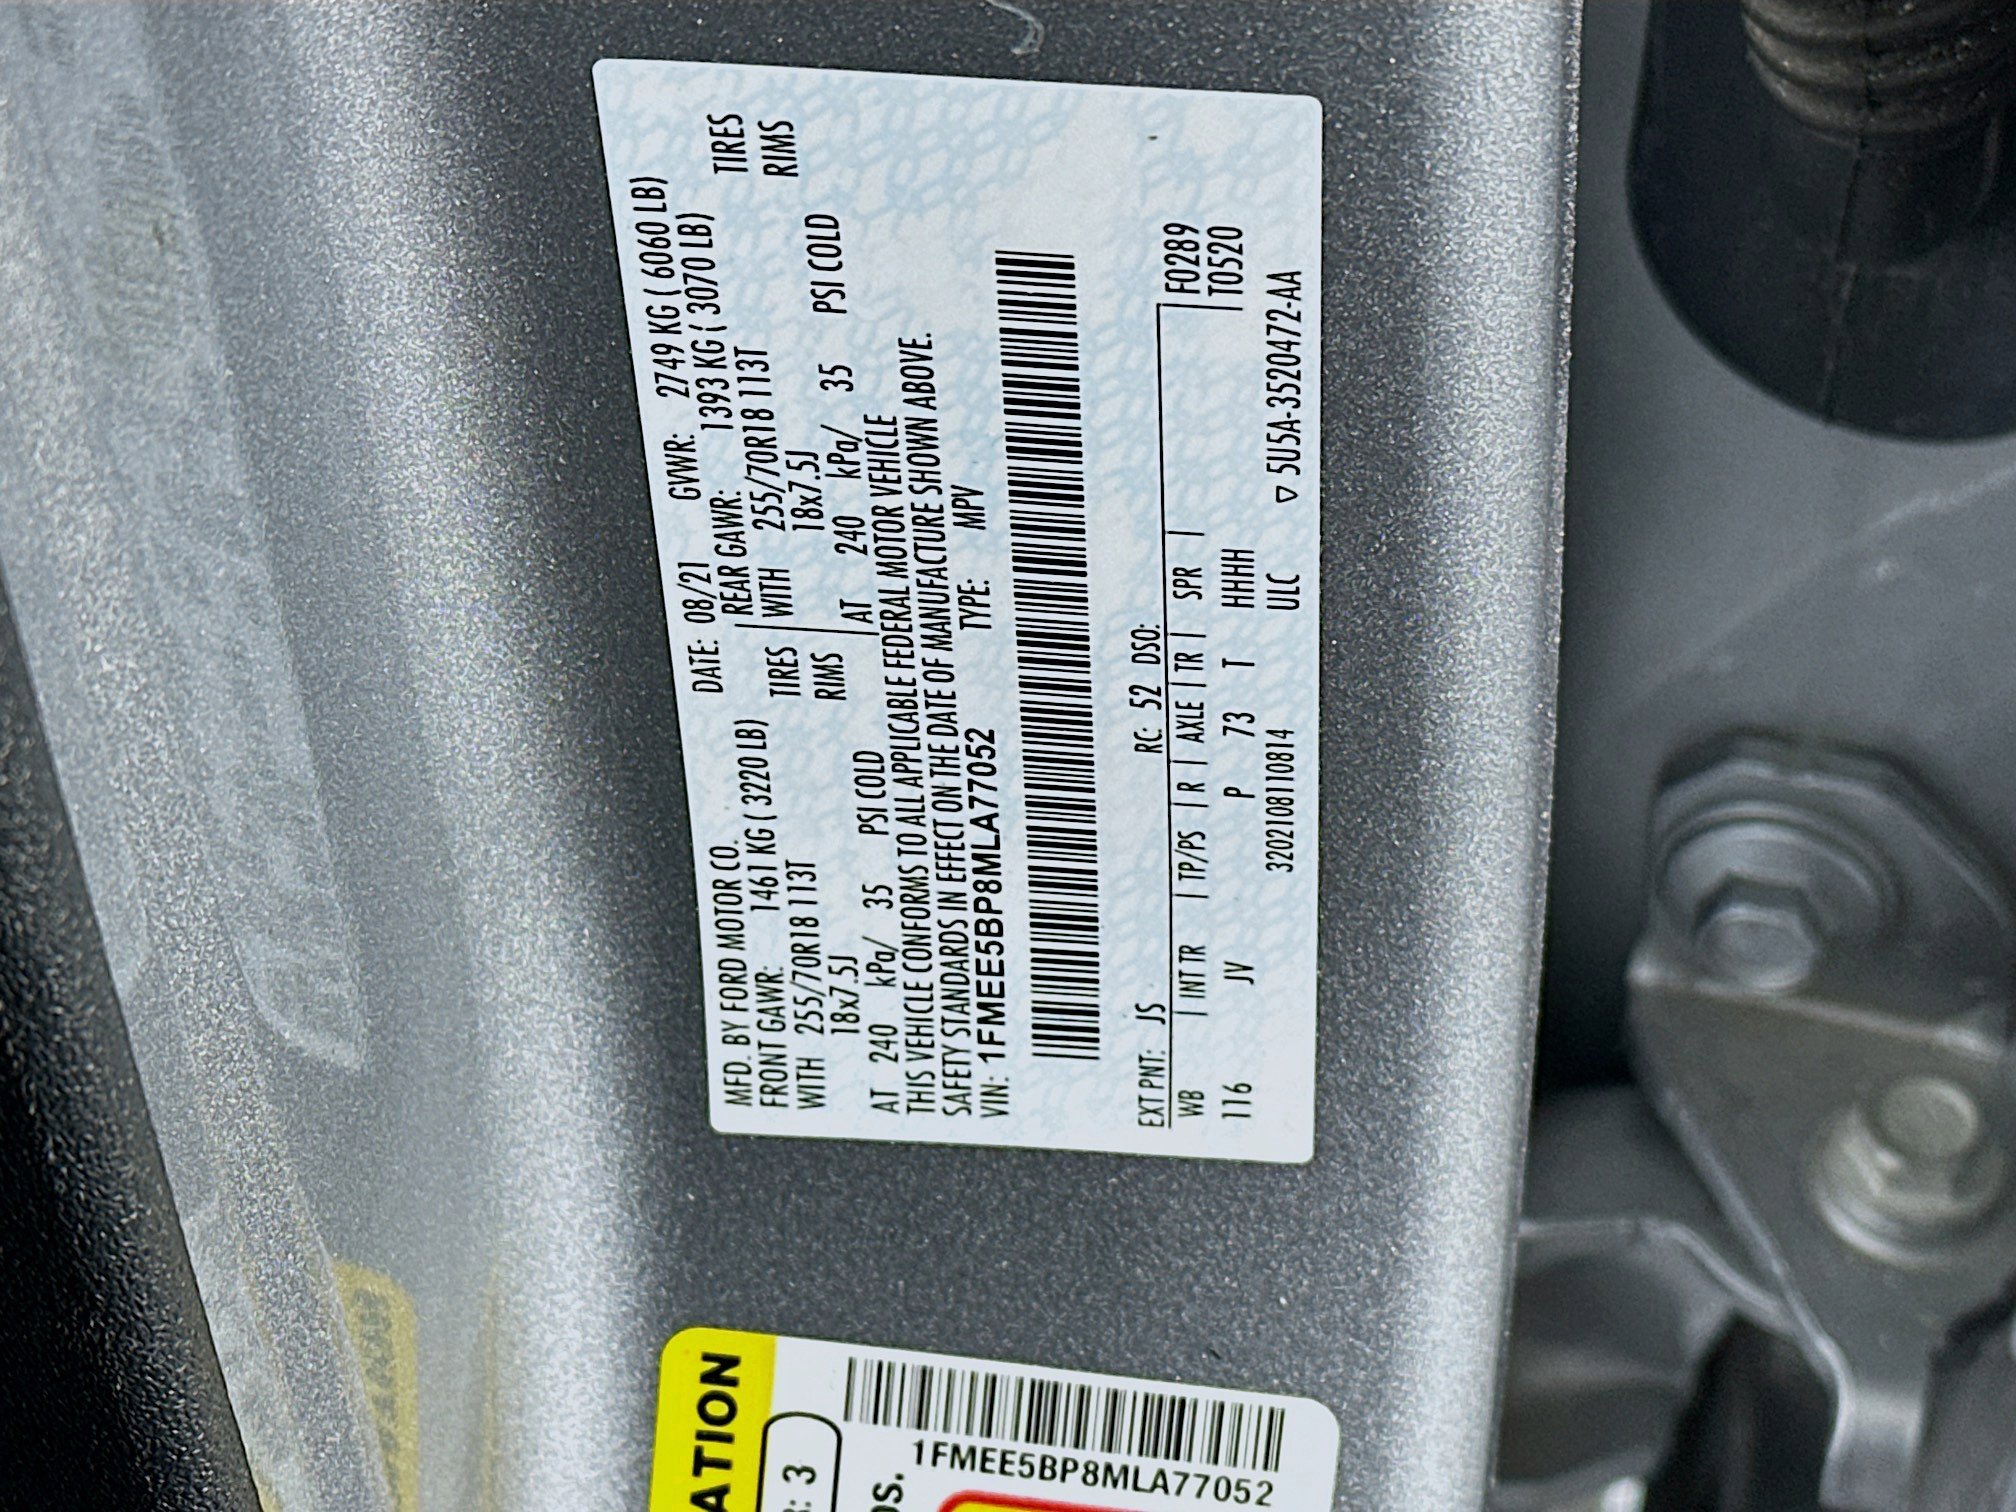 MFD. BY FORD MOTOR CO. DATE: 08/21 GVWR: 2749 KG ( 6060 LB)
FRONT GAWR: 1461 KG ( 3220 LB) REAR GAWR: 1393 KG ( 3070 LB)
WITH 255/70R18 113T TIRES WITH 255/70R18 113T TIRES
18x7.5J RIMS 18x7.5J RIMS
AT 240 kPa/ 35 PSI COLD AT 240 kPa/ 35 PSI COLD
THIS VEHICLE CONFORMS TO ALL APPLICABLE FEDERAL MOTOR VEHICLE
SAFETY STANDARDS IN EFFECT ON THE DATE OF MANUFACTURE SHOWN ABOVE.
VIN: 1FMEE5BP8MLA77052 TYPE: MPV
EXT PNT: JS RC: 52 DSO: F0289
WB | INT TR | TP/PS | R | AXLE | TR | SPR | T0520
116 JV P 73 T HHHH
320210810814 ULC ▽ 5U5A-3520472-AA
ATION
: 3
os.
1FMEE5BP8MLA77052